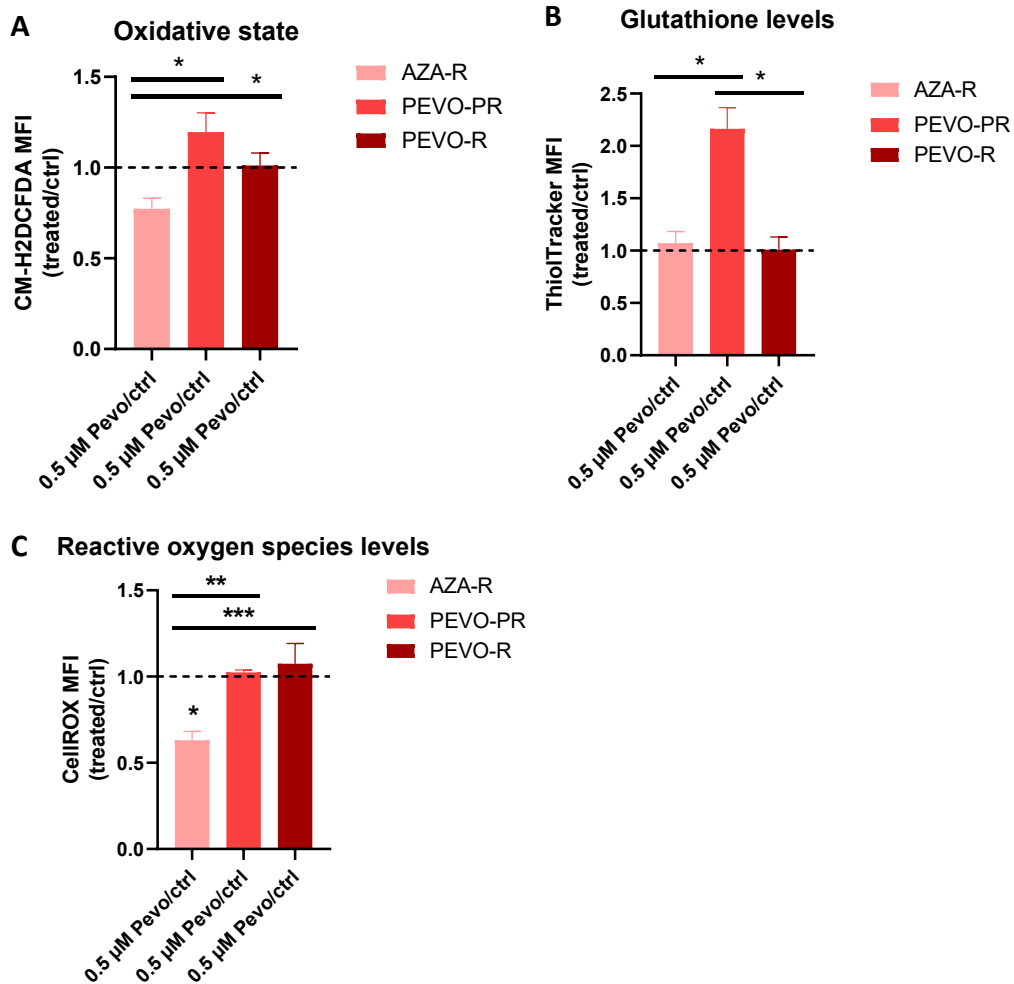 A
Oxidative state
*
*
1.5
1.0
0.5
0.0
CM-H2DCFDA MFI
(treated/ctrl)
0.5 µM Pevo/ctrl
0.5 µM Pevo/ctrl
0.5 µM Pevo/ctrl
AZA-R
PEVO-PR
PEVO-R
B
Glutathione levels
*
*
2.5
2.0
1.5
1.0
0.5
0.0
ThiolTracker MFI
(treated/ctrl)
0.5 µM Pevo/ctrl
0.5 µM Pevo/ctrl
0.5 µM Pevo/ctrl
AZA-R
PEVO-PR
PEVO-R
C
Reactive oxygen species levels
**
***
*
1.5
1.0
0.5
0.0
CellROX MFI
(treated/ctrl)
0.5 µM Pevo/ctrl
0.5 µM Pevo/ctrl
0.5 µM Pevo/ctrl
AZA-R
PEVO-PR
PEVO-R